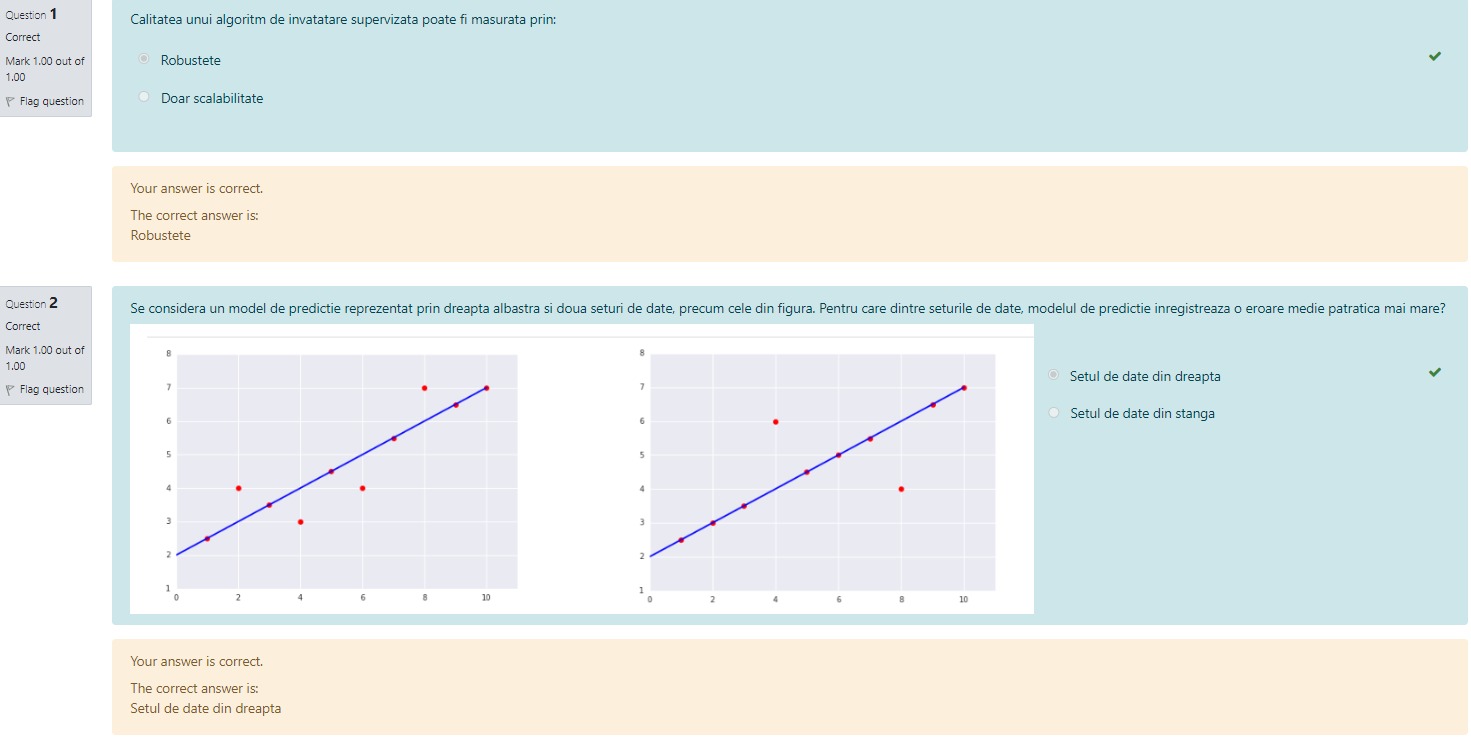 Question 1
Correct
Mark 1.00 out of
1.00
Flag question
Calitatea unui algoritm de invatatare supervizata poate fi masurata prin:
Robustete
Doar scalabilitate
Your answer is correct.
The correct answer is:
Robustete
Question 2
Correct
Mark 1.00 out of
1.00
Flag question
Se considera un model de predictie reprezentat prin dreapta albastra si doua seturi de date, precum cele din figura. Pentru care dintre seturile de date, modelul de predictie inregistreaza o eroare medie patratica mai mare?
8
7
6
5
4
3
2
1
0 2 4 6 8 10
8
7
6
5
4
3
2
1
0 2 4 6 8 10
Setul de date din dreapta
Setul de date din stanga
Your answer is correct.
The correct answer is:
Setul de date din dreapta